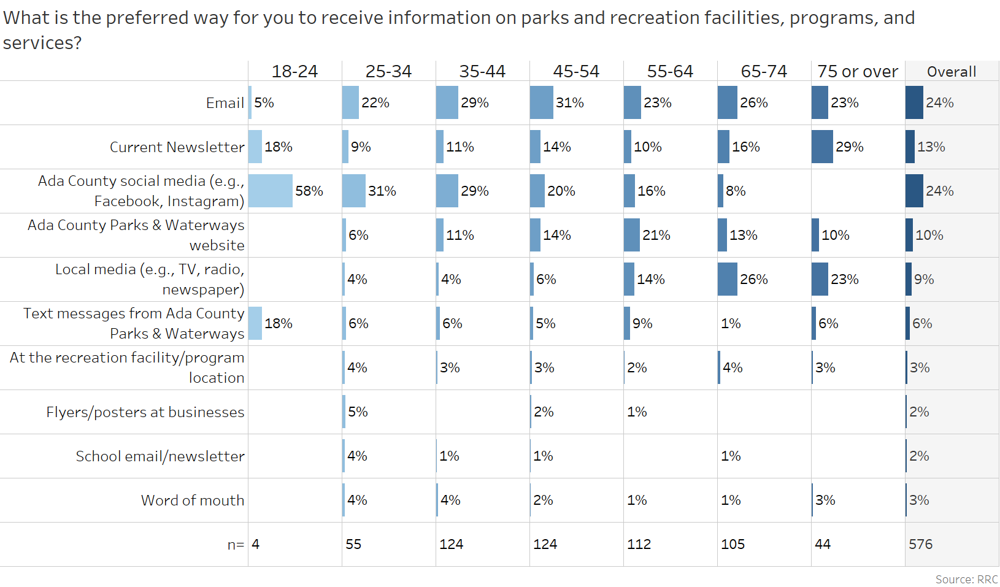 What is the preferred way for you to receive information on parks and recreation facilities, programs, and
services?
18-24 25-34 35-44 45-54 55-64 65-74 75 or over Overall
Email 5% 22% 29% 31% 23% 26% 23% 24%
Current Newsletter 18% 9% 11% 14% 10% 16% 29% 13%
Ada County social media (e.g.,
Facebook, Instagram) 58% 31% 29% 20% 16% 8% 24%
Ada County Parks & Waterways
website 6% 11% 14% 21% 13% 10% 10%
Local media (e.g., TV, radio,
newspaper) 4% 4% 6% 14% 26% 23% 9%
Text messages from Ada County
Parks & Waterways 18% 6% 6% 5% 9% 1% 6% 6%
At the recreation facility/program
location 4% 3% 3% 2% 4% 3% 3%
Flyers/posters at businesses 5% 2% 1% 2%
School email/newsletter 4% 1% 1% 1% 2%
Word of mouth 4% 4% 2% 1% 1% 3% 3%
n= 4 55 124 124 112 105 44 576
Source: RRC